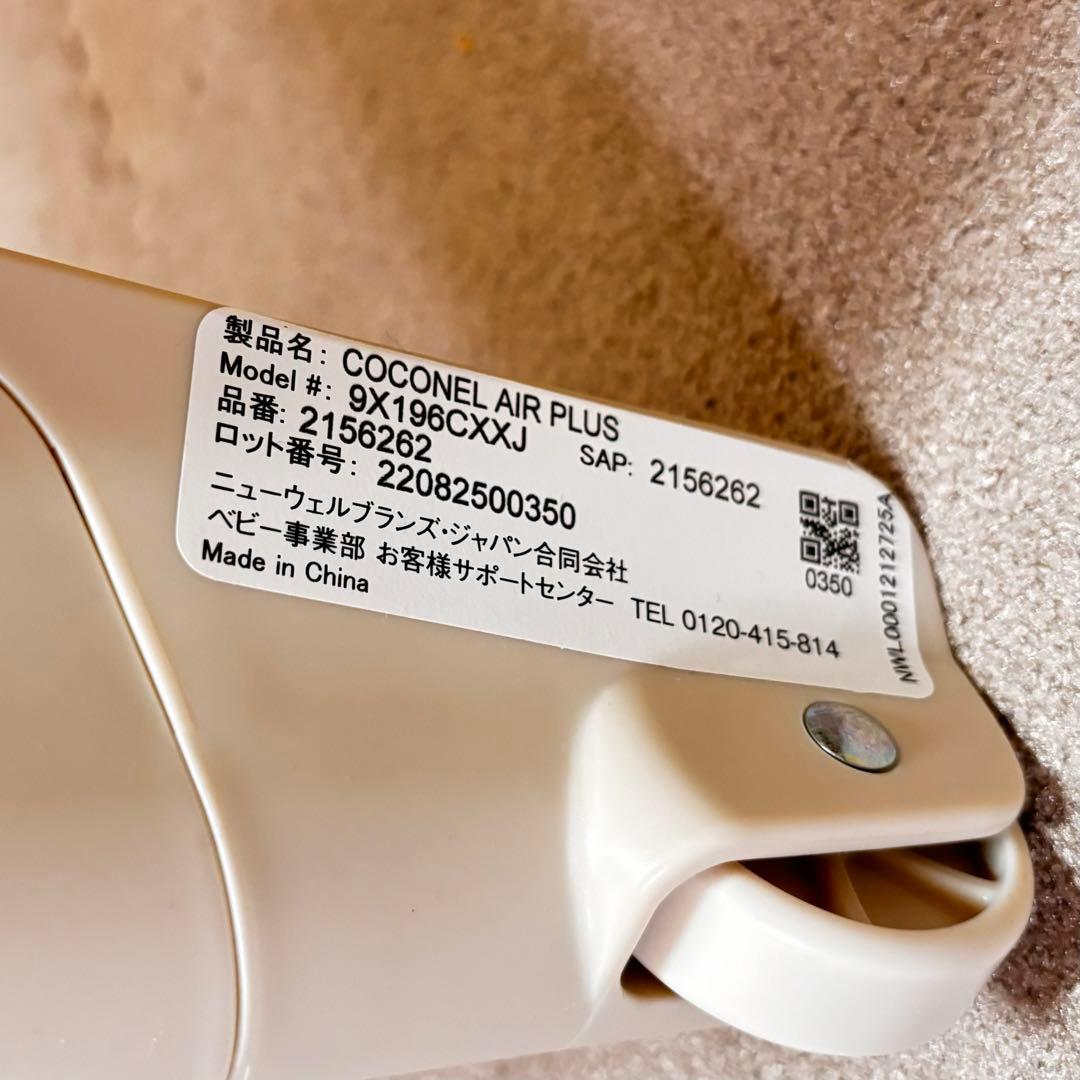 製品名: COCONEL AIR PLUS
Model #: 9X196CXXJ SAP: 2156262
品番: 2156262
ロット番号: 22082500350
ニューウェルブランズ・ジャパン合同会社
ベビー事業部 お客様サポートセンター TEL 0120-415-814
Made in China
0350
NWL0001212725A